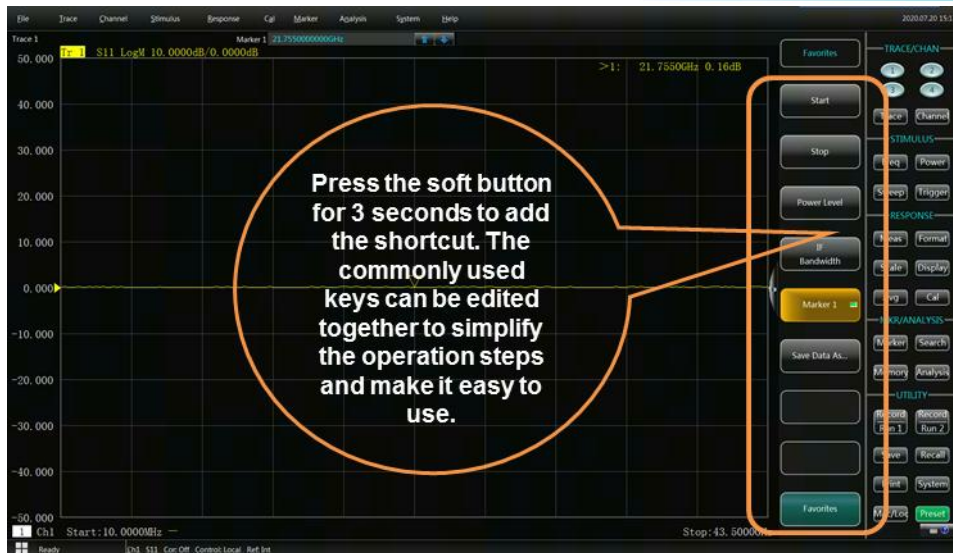 File Trace Channel Stimulus Response Cal Marker Analysis System Help
2020.07.20 15:1
Trace 1
Marker 1 21.7550000000GHz
Tr 1 S11 LogM 10.0000dB/0.0000dB
>1: 21.7550GHz 0.16dB
50.000
40.000
30.000
20.000
10.000
0.000
-10.000
-20.000
-30.000
-40.000
-50.000
Press the soft button
for 3 seconds to add
the shortcut. The
commonly used
keys can be edited
together to simplify
the operation steps
and make it easy to
use.
Favorites
Start
Stop
Power Level
IF
Bandwidth
Marker 1
Save Data As...
Favorites
TRACE/CHAN
1 2
3 4
Trace Channel
STIMULUS
Freq Power
Sweep Trigger
RESPONSE
Meas Format
Scale Display
Avg Cal
MKR/ANALYSIS
Marker Search
Memory Analysis
UTILITY
Record Record
Run 1 Run 2
Save Recall
Print System
Preset
1 Ch1 Start:10.0000MHz
Stop:43.5000
Ready Ch1 S11 Cor:Off Control:Local Ref:Int